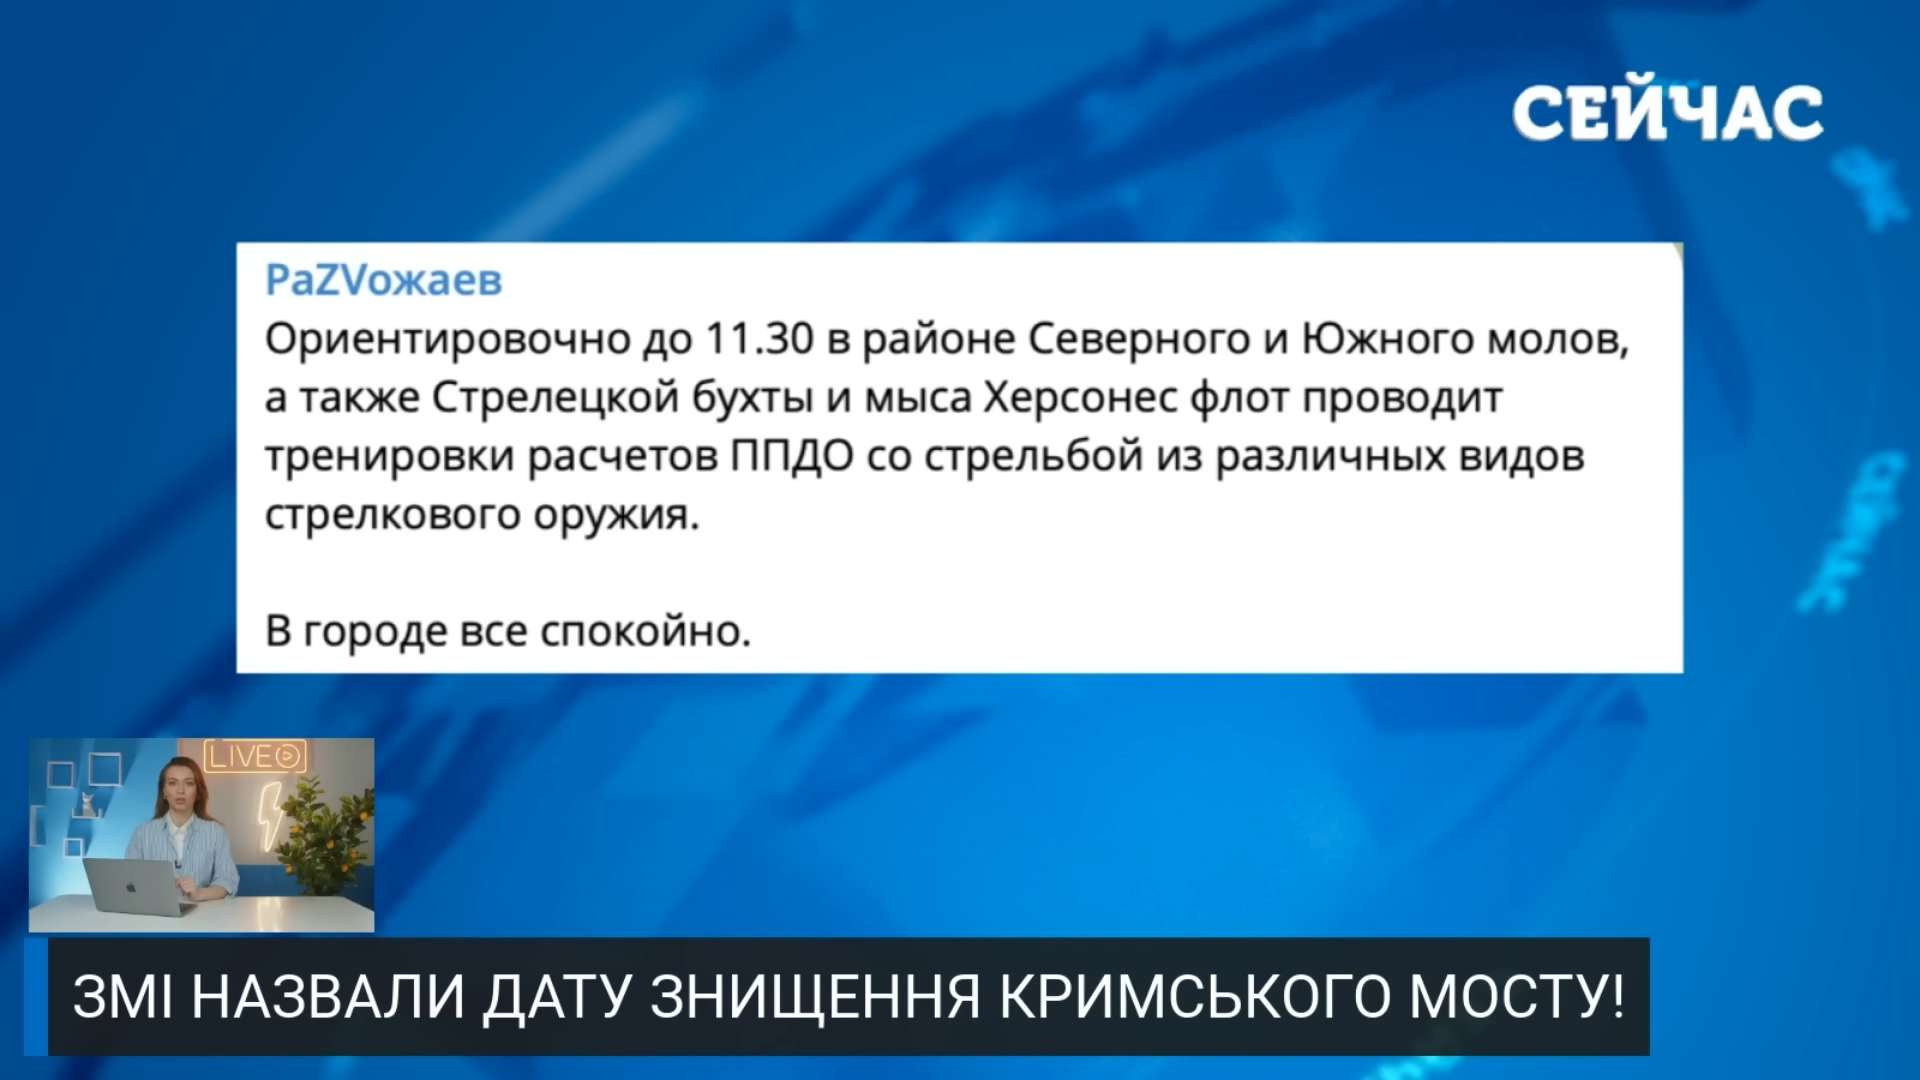 СЕЙЧАС
РаZVожаев
Ориентировочно до 11.30 в районе Северного и Южного молов,
а также Стрелецкой бухты и мыса Херсонес флот проводит
тренировки расчетов ППДО со стрельбой из различных видов
стрелкового оружия.
В городе все спокойно.
LIVE
ЗМІ НАЗВАЛИ ДАТУ ЗНИЩЕННЯ КРИМСЬКОГО МОСТУ!